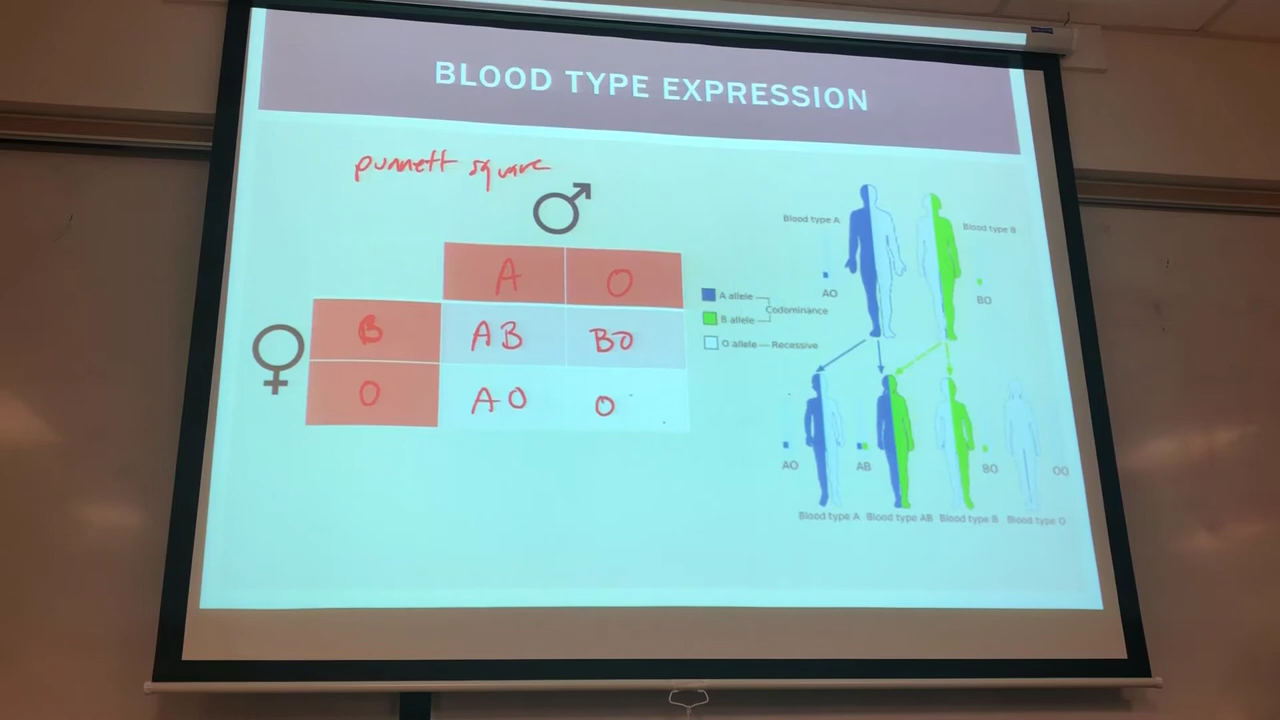 BLOOD TYPE EXPRESSION
punnett square
A O
B AB BO
O AO O
Blood type A
Blood type B
AO
BO
A allele
B allele
Codominance
O allele — Recessive
AO AB BO OO
Blood type A Blood type AB Blood type B Blood type O